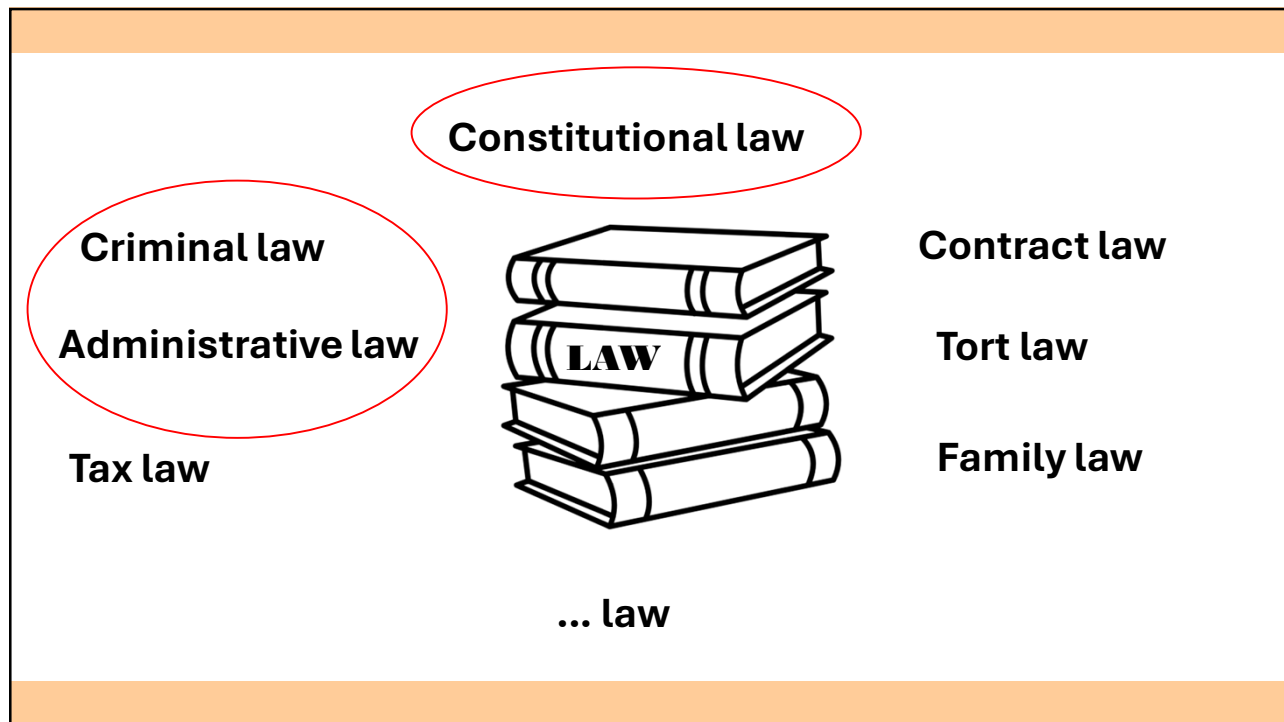 Constitutional law
Criminal law
Contract law
Administrative law
LAW
Tort law
Tax law
Family law
... law